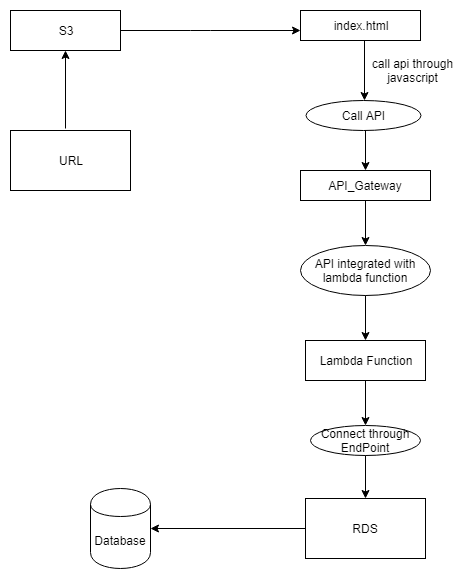 S3
index.html
call api through
javascript
Call API
URL
API_Gateway
API integrated with
lambda function
Lambda Function
Connect through
EndPoint
RDS
Database